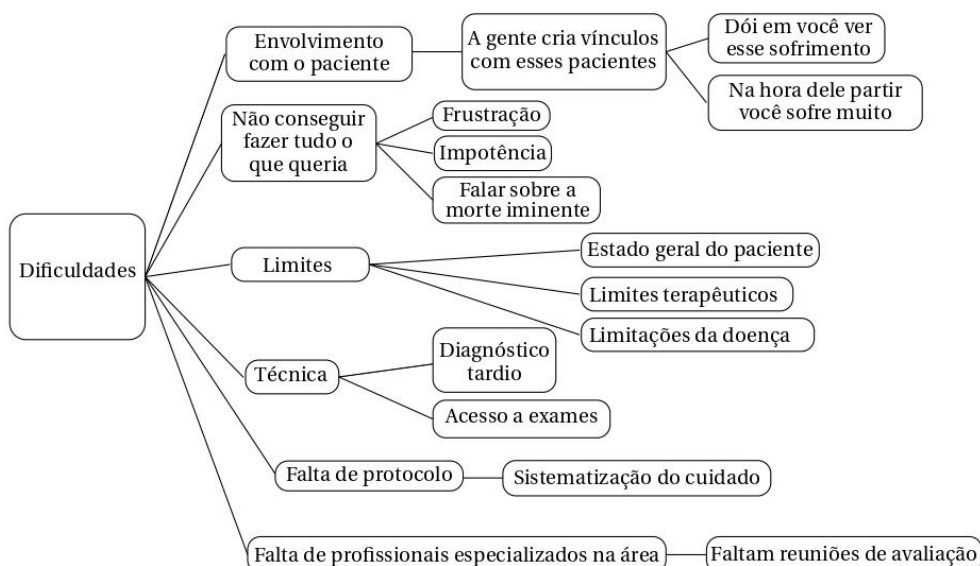 Dificuldades
Envolvimento
com o paciente
A gente cria vínculos
com esses pacientes
Dói em você ver
esse sofrimento
Na hora dele partir
você sofre muito
Não conseguir
fazer tudo o
que queria
Frustração
Impotência
Falar sobre a
morte iminente
Limites
Estado geral do paciente
Limites terapêuticos
Limitações da doença
Técnica
Diagnóstico
tardio
Acesso a exames
Falta de protocolo
Sistematização do cuidado
Falta de profissionais especializados na área
Faltam reuniões de avaliação